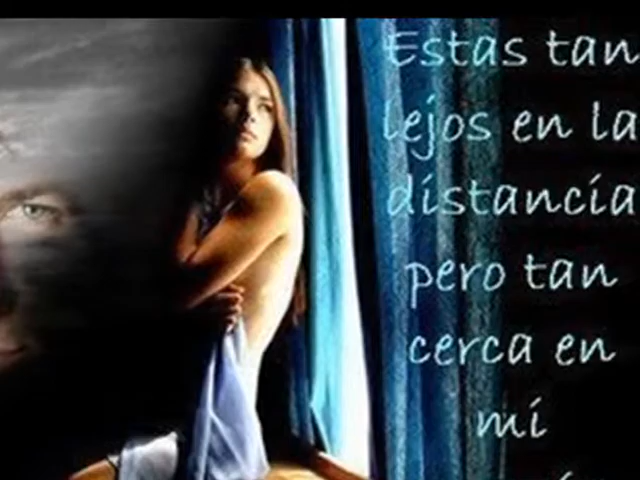 Estas tan
lejos en la
distancia
pero tan
cerca en
mi